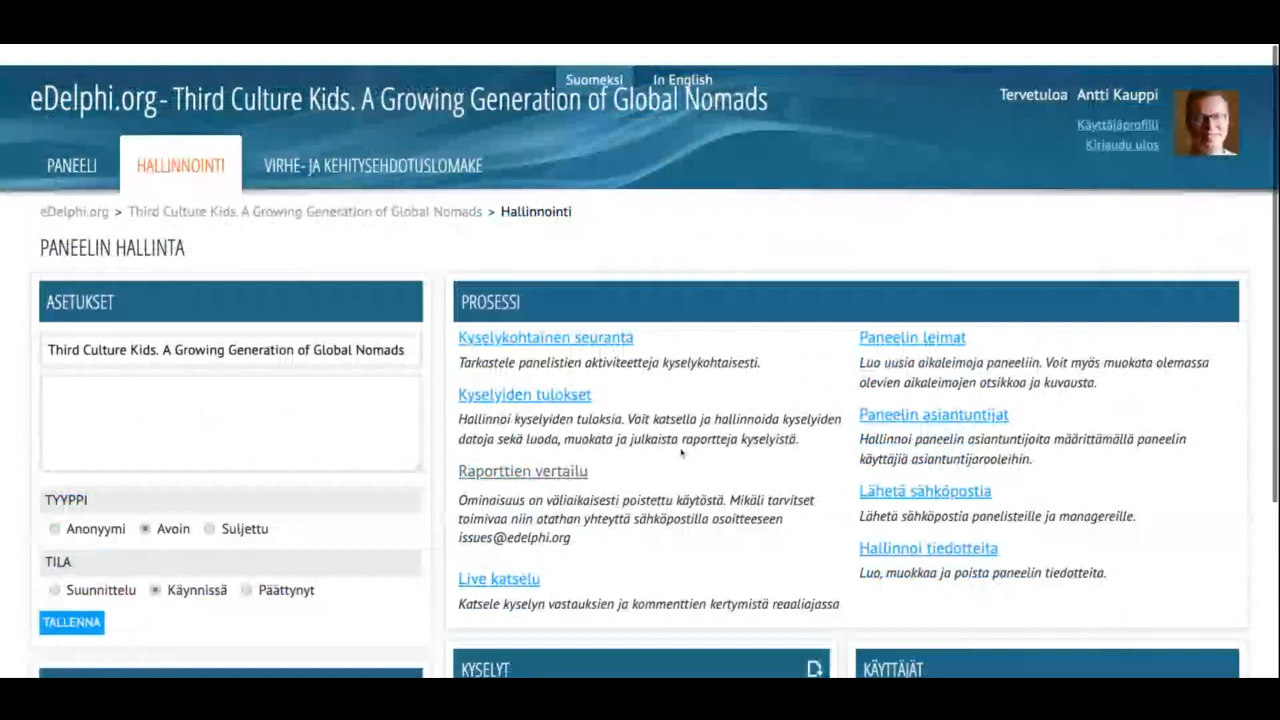 Suomeksi In English
eDelphi.org - Third Culture Kids. A Growing Generation of Global Nomads
Tervetuloa Antti Kauppi
Käyttäjäprofiili
Kirjaudu ulos
PANEELI HALLINNOINTI VIRHE- JA KEHITYSEHDOTUSLOMAKE
eDelphi.org > Third Culture Kids. A Growing Generation of Global Nomads > Hallinnointi
PANEELIN HALLINTA
ASETUKSET
Third Culture Kids. A Growing Generation of Global Nomads
TYYPPI
Anonyymi Avoin Suljettu
TILA
Suunnittelu Käynnissä Päättynyt
TALLENNA
PROSESSI
Kyselykohtainen seuranta
Tarkastele panelistien aktiviteetteja kyselykohtaisesti.
Kyselyiden tulokset
Hallinnoi kyselyiden tuloksia. Voit katsella ja hallinnoida kyselyiden
datoja sekä luoda, muokata ja julkaista raportteja kyselyistä.
Raporttien vertailu
Ominaisuus on väliaikaisesti poistettu käytöstä. Mikäli tarvitset
toimivaa niin otathan yhteyttä sähköpostilla osoitteeseen
issues@edelphi.org
Live katselu
Katsele kyselyn vastauksien ja kommenttien kertymistä reaaliajassa
Paneelin leimat
Luo uusia aikaleimoja paneeliin. Voit myös muokata olemassa
olevien aikaleimojen otsikkoa ja kuvausta.
Paneelin asiantuntijat
Hallinnoi paneelin asiantuntijoita määrittämällä paneelin
käyttäjiä asiantuntijarooleihin.
Lähetä sähköpostia
Lähetä sähköpostia panelisteille ja managereille.
Hallinnoi tiedotteita
Luo, muokkaa ja poista paneelin tiedotteita.
KYSELYT
KÄYTTÄJÄT